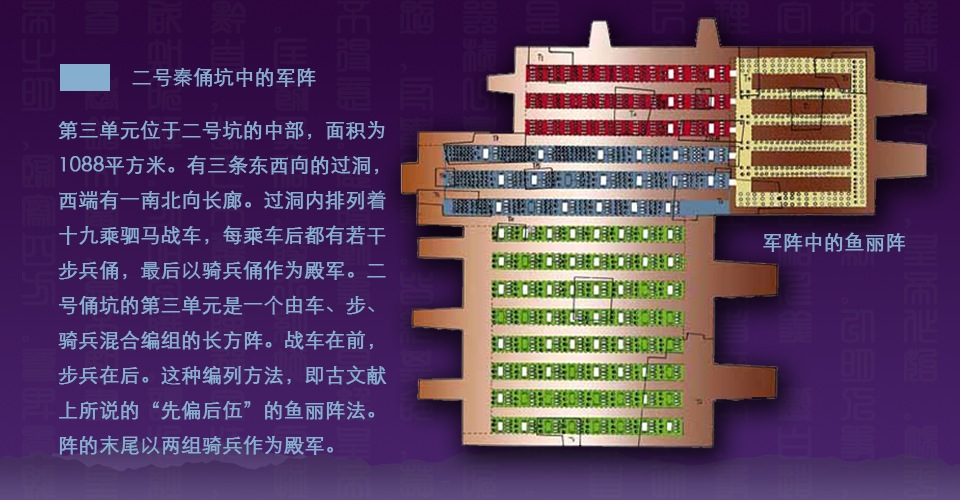 二号秦俑坑中的军阵
第三单元位于二号坑的中部，面积为
1088平方米。有三条东西向的过洞，
西端有一南北向长廊。过洞内排列着
十九乘驷马战车，每乘车后都有若干
步兵俑，最后以骑兵俑作为殿军。二
号俑坑的第三单元是一个由车、步、
骑兵混合编组的长方阵。战车在前，
步兵在后。这种编列方法，即古文献
上所说的“先偏后伍”的鱼丽阵法。
阵的末尾以两组骑兵作为殿军。
军阵中的鱼丽阵